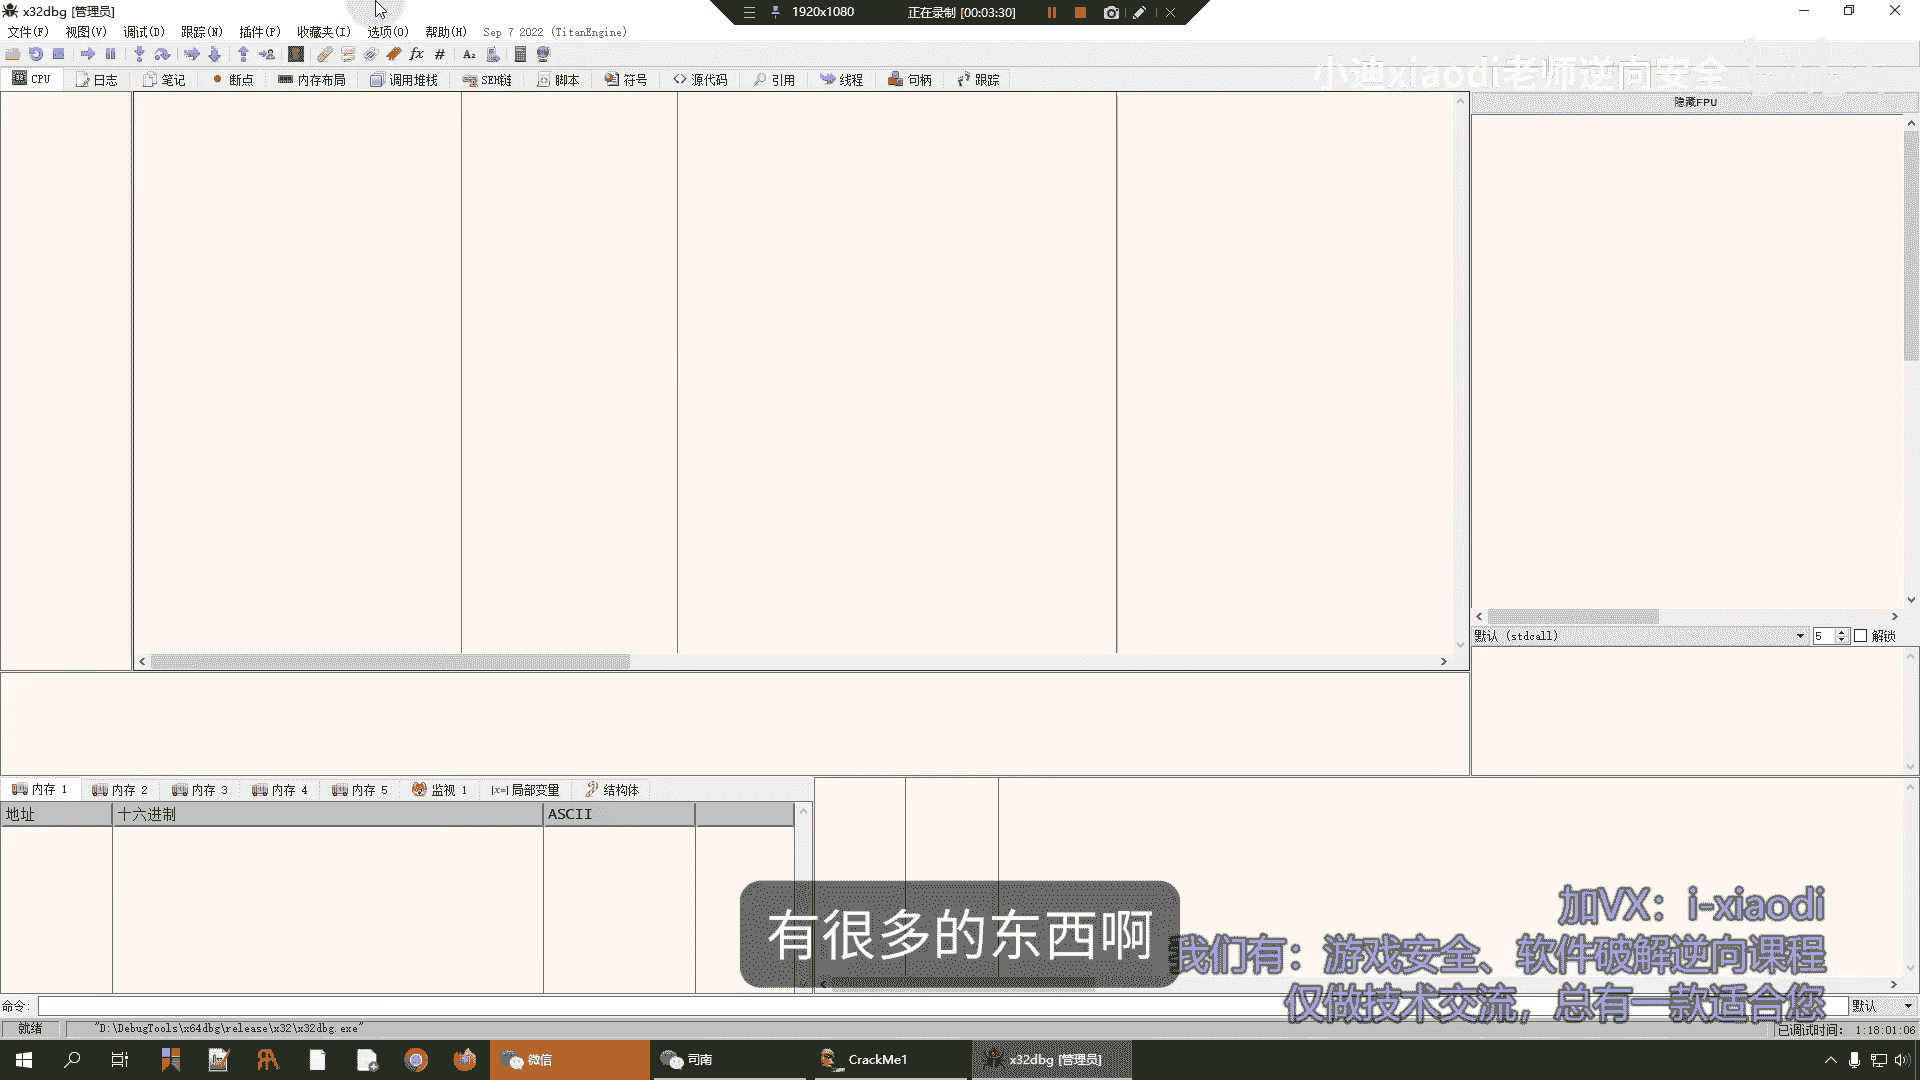 x32dbg [管理员]
1920x1080 正在录制 [00:03:30]
文件(F) 视图(V) 调试(D) 跟踪(N) 插件(P) 收藏夹(I) 选项(O) 帮助(H) Sep 7 2022 (TitanEngine)
CPU 日志 笔记 断点 内存布局 调用堆栈 SEH链 脚本 符号 源代码 引用 线程 句柄 跟踪
小迪xiaodi老师逆向安全
隐藏FPU
默认 (stdcall) 5 解锁
内存 1 内存 2 内存 3 内存 4 内存 5 监视 1 [x=] 局部变量 结构体
地址 十六进制 ASCII
有很多的东西啊
加VX：i-xiaodi
我们有：游戏安全、软件破解逆向课程
仅做技术交流，总有一款适合您
命令: 默认
就绪 "D:\DebugTools\x64dbg\release\x32\x32dbg.exe" 已调试时间: 1:18:01:06
微信 司南 CrackMe1 x32dbg [管理员]